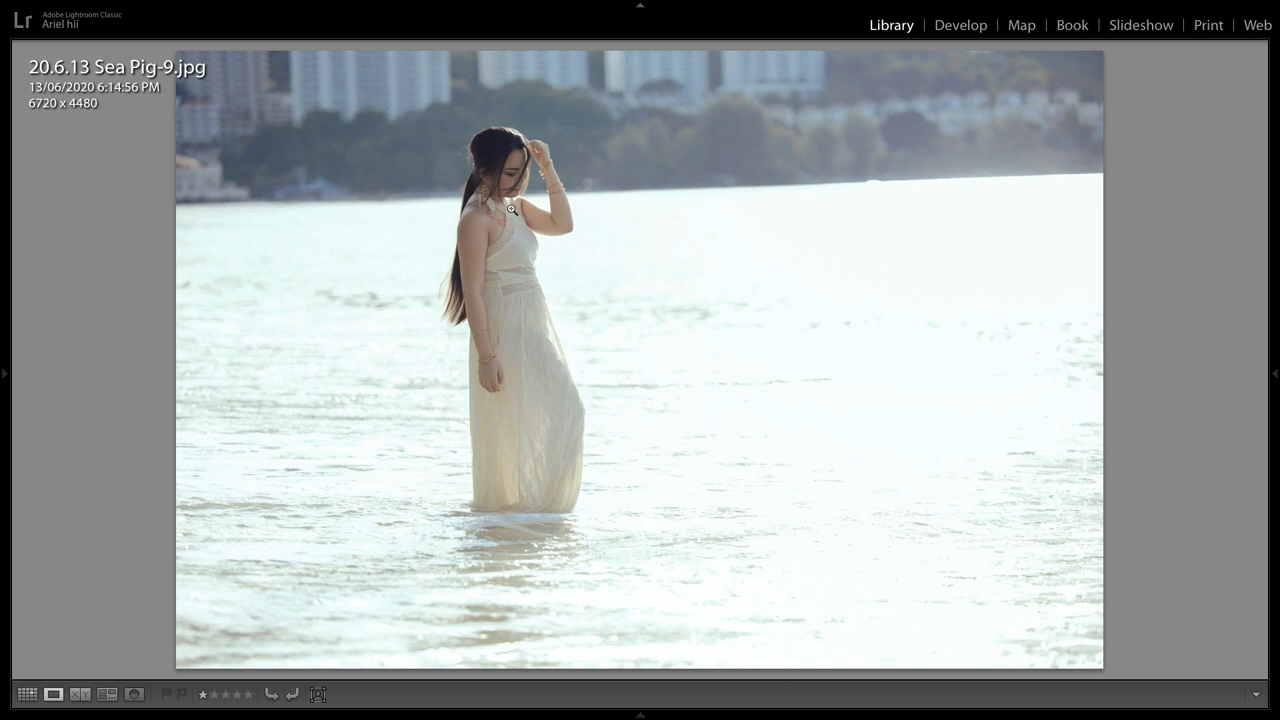 Lr
Adobe Lightroom Classic
Ariel hii
Library | Develop | Map | Book | Slideshow | Print | Web
20.6.13 Sea Pig-9.jpg
13/06/2020 6:14:56 PM
6720 x 4480
X Y